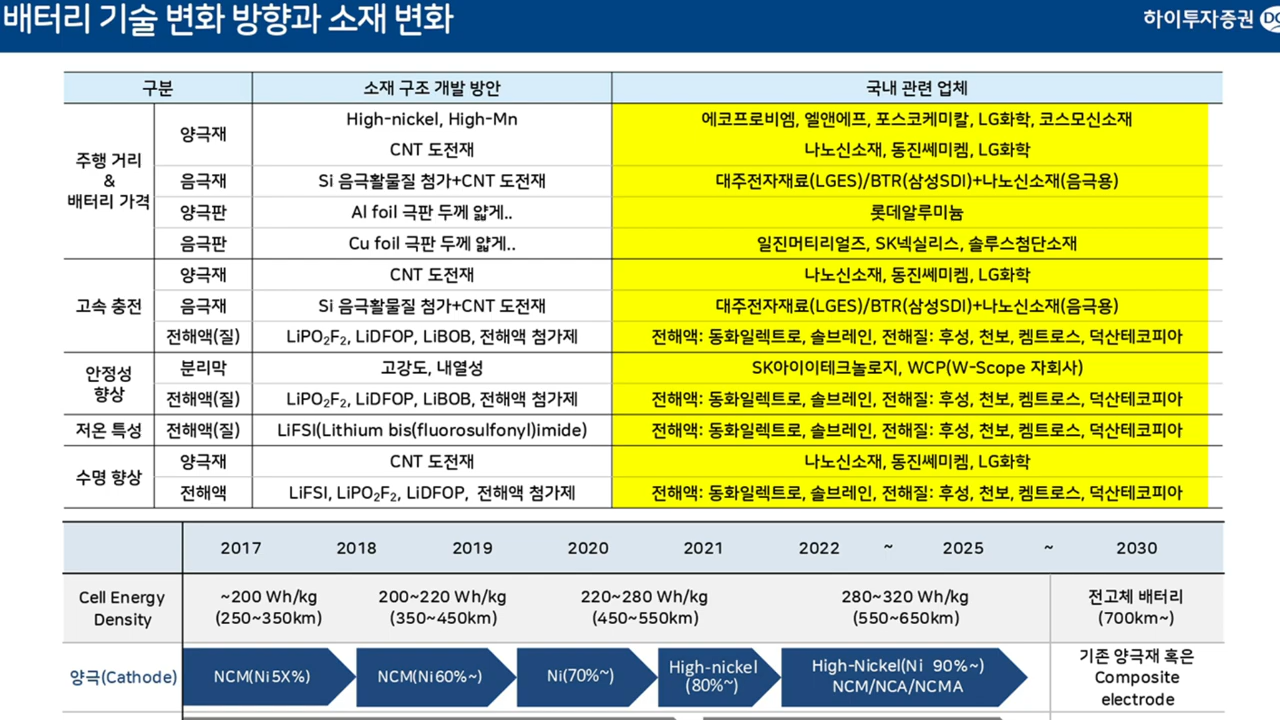 배터리 기술 변화 방향과 소재 변화
하이투자증권
구분 소재 구조 개발 방안 국내 관련 업체
주행 거리
&
배터리 가격
양극재 High-nickel, High-Mn 에코프로비엠, 엘앤에프, 포스코케미칼, LG화학, 코스모신소재
CNT 도전재 나노신소재, 동진쎄미켐, LG화학
음극재 Si 음극활물질 첨가+CNT 도전재 대주전자재료(LGES)/BTR(삼성SDI)+나노신소재(음극용)
양극판 Al foil 극판 두께 얇게.. 롯데알루미늄
음극판 Cu foil 극판 두께 얇게.. 일진머티리얼즈, SK넥실리스, 솔루스첨단소재
고속 충전
양극재 CNT 도전재 나노신소재, 동진쎄미켐, LG화학
음극재 Si 음극활물질 첨가+CNT 도전재 대주전자재료(LGES)/BTR(삼성SDI)+나노신소재(음극용)
전해액(질) LiPO₂F₂, LiDFOP, LiBOB, 전해액 첨가제 전해액: 동화일렉트로, 솔브레인, 전해질: 후성, 천보, 켐트로스, 덕산테코피아
안정성
향상
분리막 고강도, 내열성 SK아이이테크놀로지, WCP(W-Scope 자회사)
전해액(질) LiPO₂F₂, LiDFOP, LiBOB, 전해액 첨가제 전해액: 동화일렉트로, 솔브레인, 전해질: 후성, 천보, 켐트로스, 덕산테코피아
저온 특성 전해액(질) LiFSI(Lithium bis(fluorosulfonyl)imide) 전해액: 동화일렉트로, 솔브레인, 전해질: 후성, 천보, 켐트로스, 덕산테코피아
수명 향상
양극재 CNT 도전재 나노신소재, 동진쎄미켐, LG화학
전해액 LiFSI, LiPO₂F₂, LiDFOP, 전해액 첨가제 전해액: 동화일렉트로, 솔브레인, 전해질: 후성, 천보, 켐트로스, 덕산테코피아
2017 2018 2019 2020 2021 2022 ~ 2025 ~ 2030
Cell Energy
Density
~200 Wh/kg
(250~350km)
200~220 Wh/kg
(350~450km)
220~280 Wh/kg
(450~550km)
280~320 Wh/kg
(550~650km)
전고체 배터리
(700km~)
양극(Cathode)
NCM(Ni5X%)
NCM(Ni60%~)
Ni(70%~)
High-nickel
(80%~)
High-Nickel(Ni 90%~)
NCM/NCA/NCMA
기존 양극재 혹은
Composite
electrode